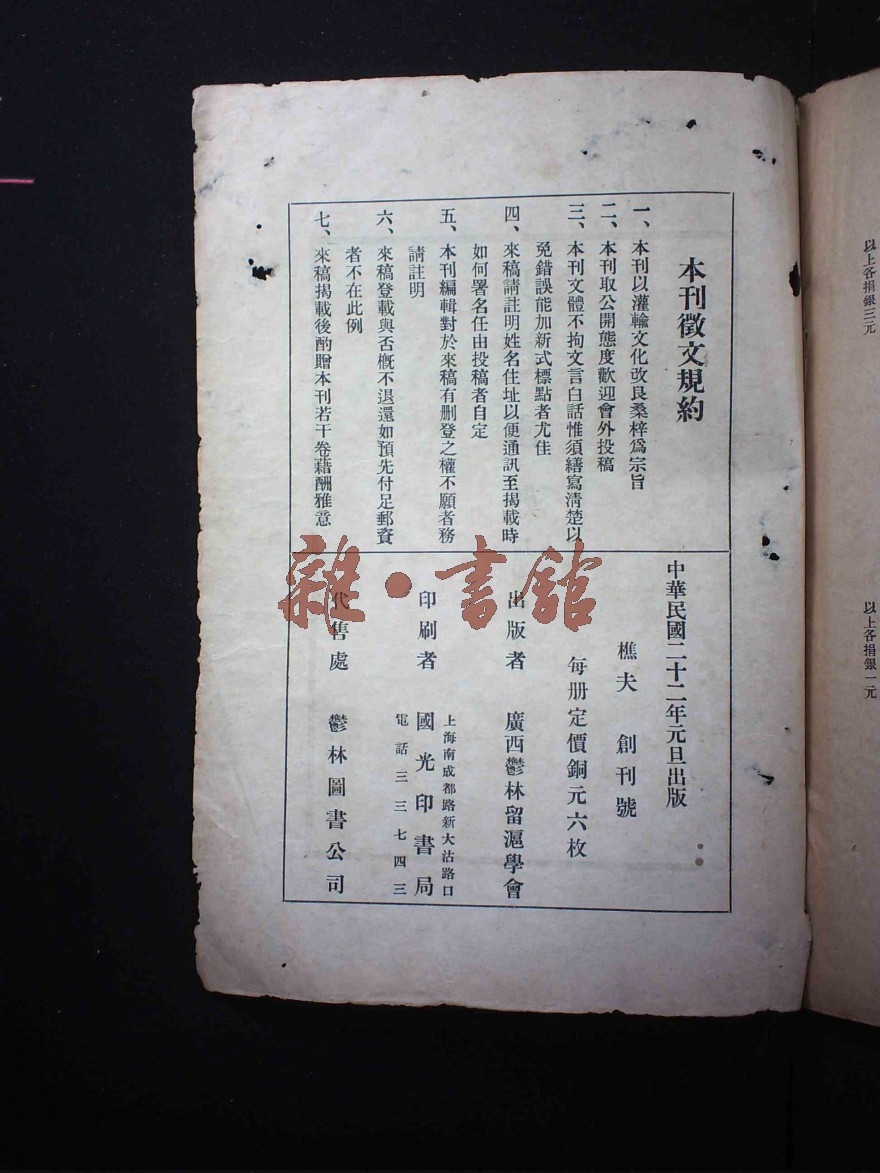 以上各捐銀三元
以上各捐銀一元
本刊徵文規約
一、本刊以灌輸文化改良桑梓爲宗旨
二、本刊取公開態度歡迎會外投稿
三、本刊文體不拘文言白話惟須繕寫清楚以
免錯誤能加新式標點者尤佳
四、來稿請註明姓名住址以便通訊至揭載時
如何署名任由投稿者自定
五、本刊編輯對於來稿有删登之權不願者務
請註明
六、來稿登載與否槪不退還如預先付足郵資
者不在此例
七、來稿揭載後酌贈本刊若干卷藉酬雅意
中華民國二十二年元旦出版
樵夫 創刊號
每册定價銅元六枚
出版者 廣西鬱林留滬學會
上海南成都路新大沽路口
印刷者 國光印書局
電話三三七四三
代售處 鬱林圖書公司
雜·書館